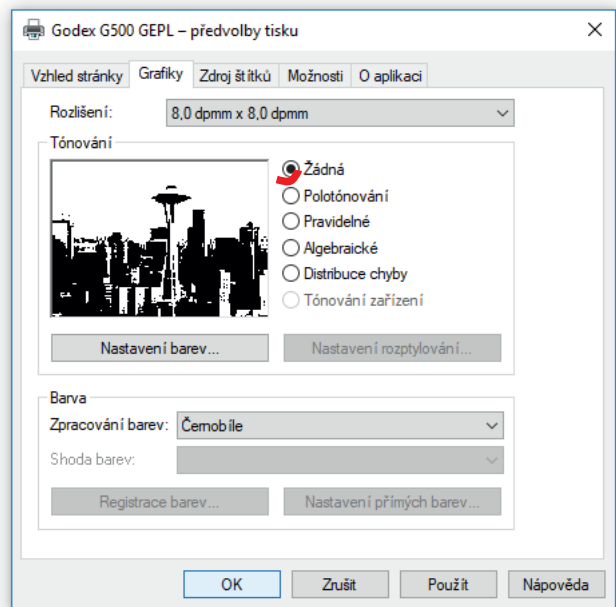 Godex G500 GEPL – předvolby tisku
Vzhled stránky Grafiky Zdroj štítků Možnosti O aplikaci
Rozlišení: 8,0 dpmm x 8,0 dpmm
Tónování
Žádná
Polotónování
Pravidelné
Algebraické
Distribuce chyby
Tónování zařízení
Nastavení barev... Nastavení rozptylování...
Barva
Zpracování barev: Černobíle
Shoda barev:
Registrace barev... Nastavení přímých barev...
OK Zrušit Použít Nápověda